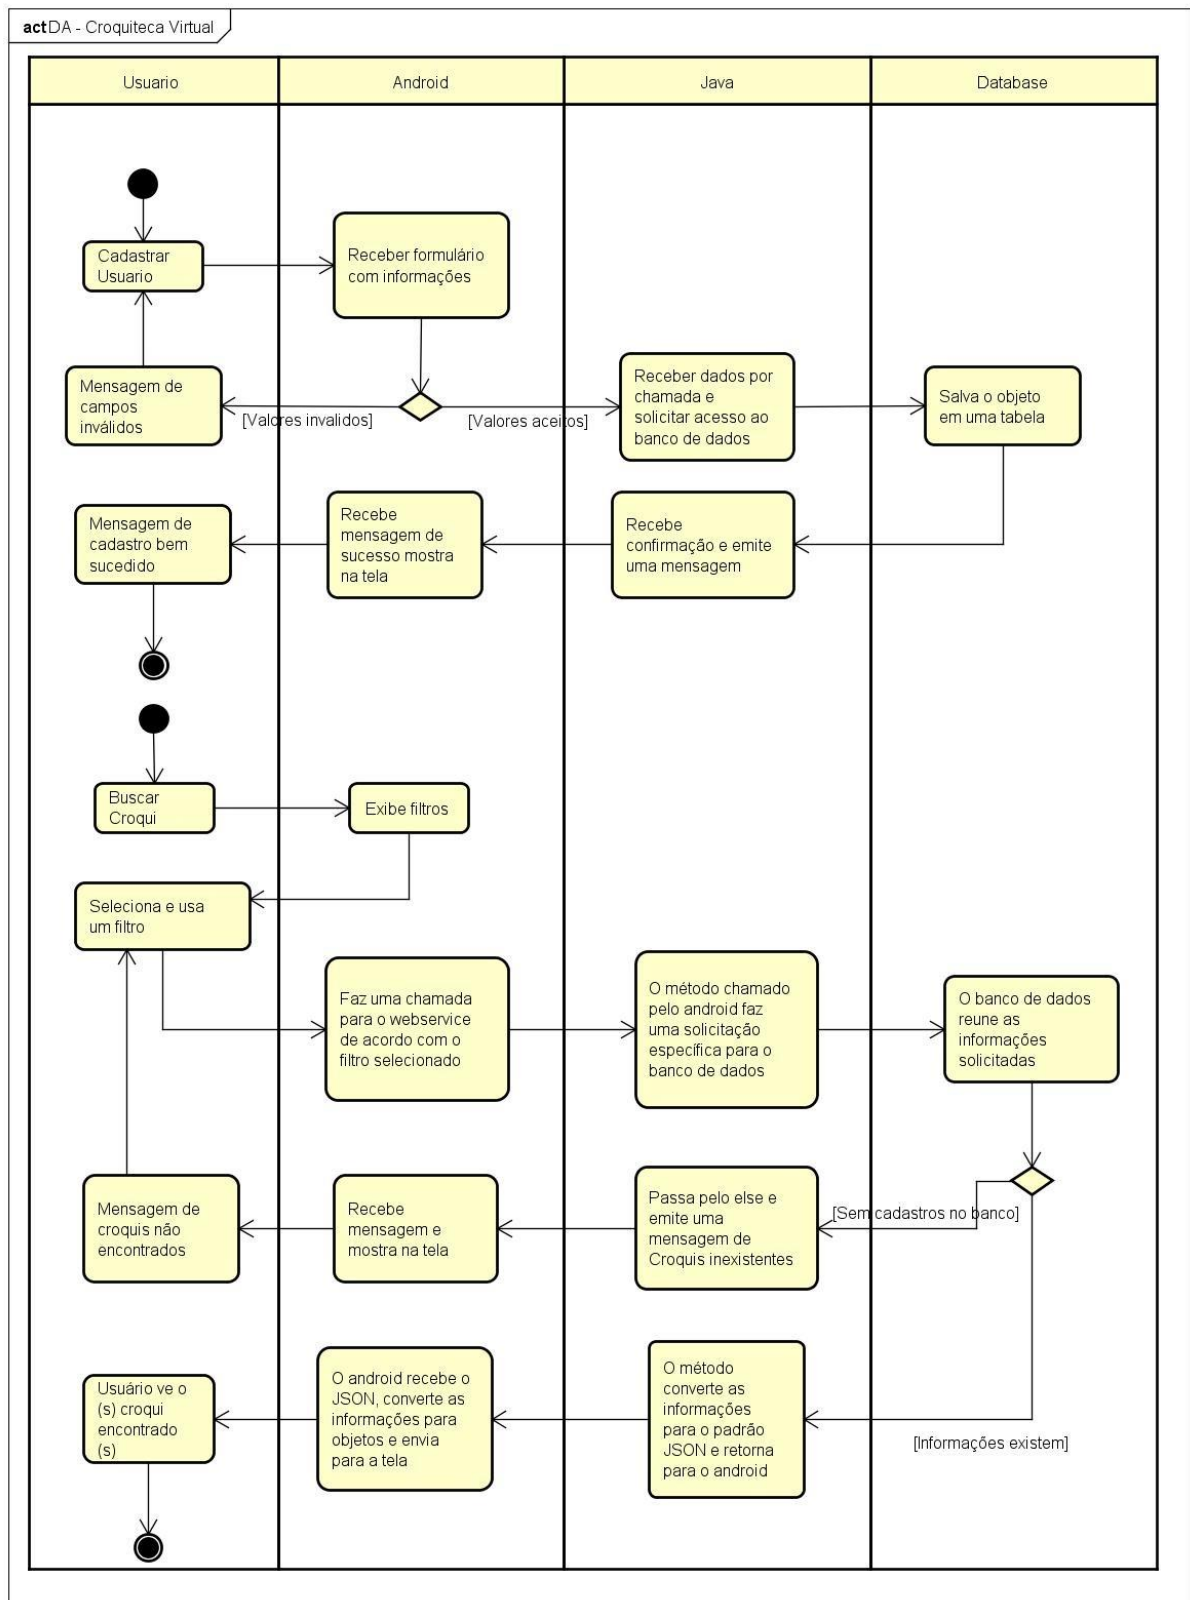 actDA - Croquiteca Virtual
Usuario
Android
Java
Database
Cadastrar
Usuario
Receber formulário
com informações
Mensagem de
campos
inválidos
[Valores invalidos]
[Valores aceitos]
Receber dados por
chamada e
solicitar acesso ao
banco de dados
Salva o objeto
em uma tabela
Mensagem de
cadastro bem
sucedido
Recebe
mensagem de
sucesso mostra
na tela
Recebe
confirmação e emite
uma mensagem
Buscar
Croqui
Exibe filtros
Seleciona e usa
um filtro
Faz uma chamada
para o webservice
de acordo com o
filtro selecionado
O método chamado
pelo android faz
uma solicitação
específica para o
banco de dados
O banco de dados
reune as
informações
solicitadas
Mensagem de
croquis não
encontrados
Recebe
mensagem e
mostra na tela
Passa pelo else e
emite uma
mensagem de
Croquis inexistentes
[Sem cadastros no banco]
Usuário ve o
(s) croqui
encontrado
(s)
O android recebe o
JSON, converte as
informações para
objetos e envia
para a tela
O método
converte as
informações
para o padrão
JSON e retorna
para o android
[Informações existem]